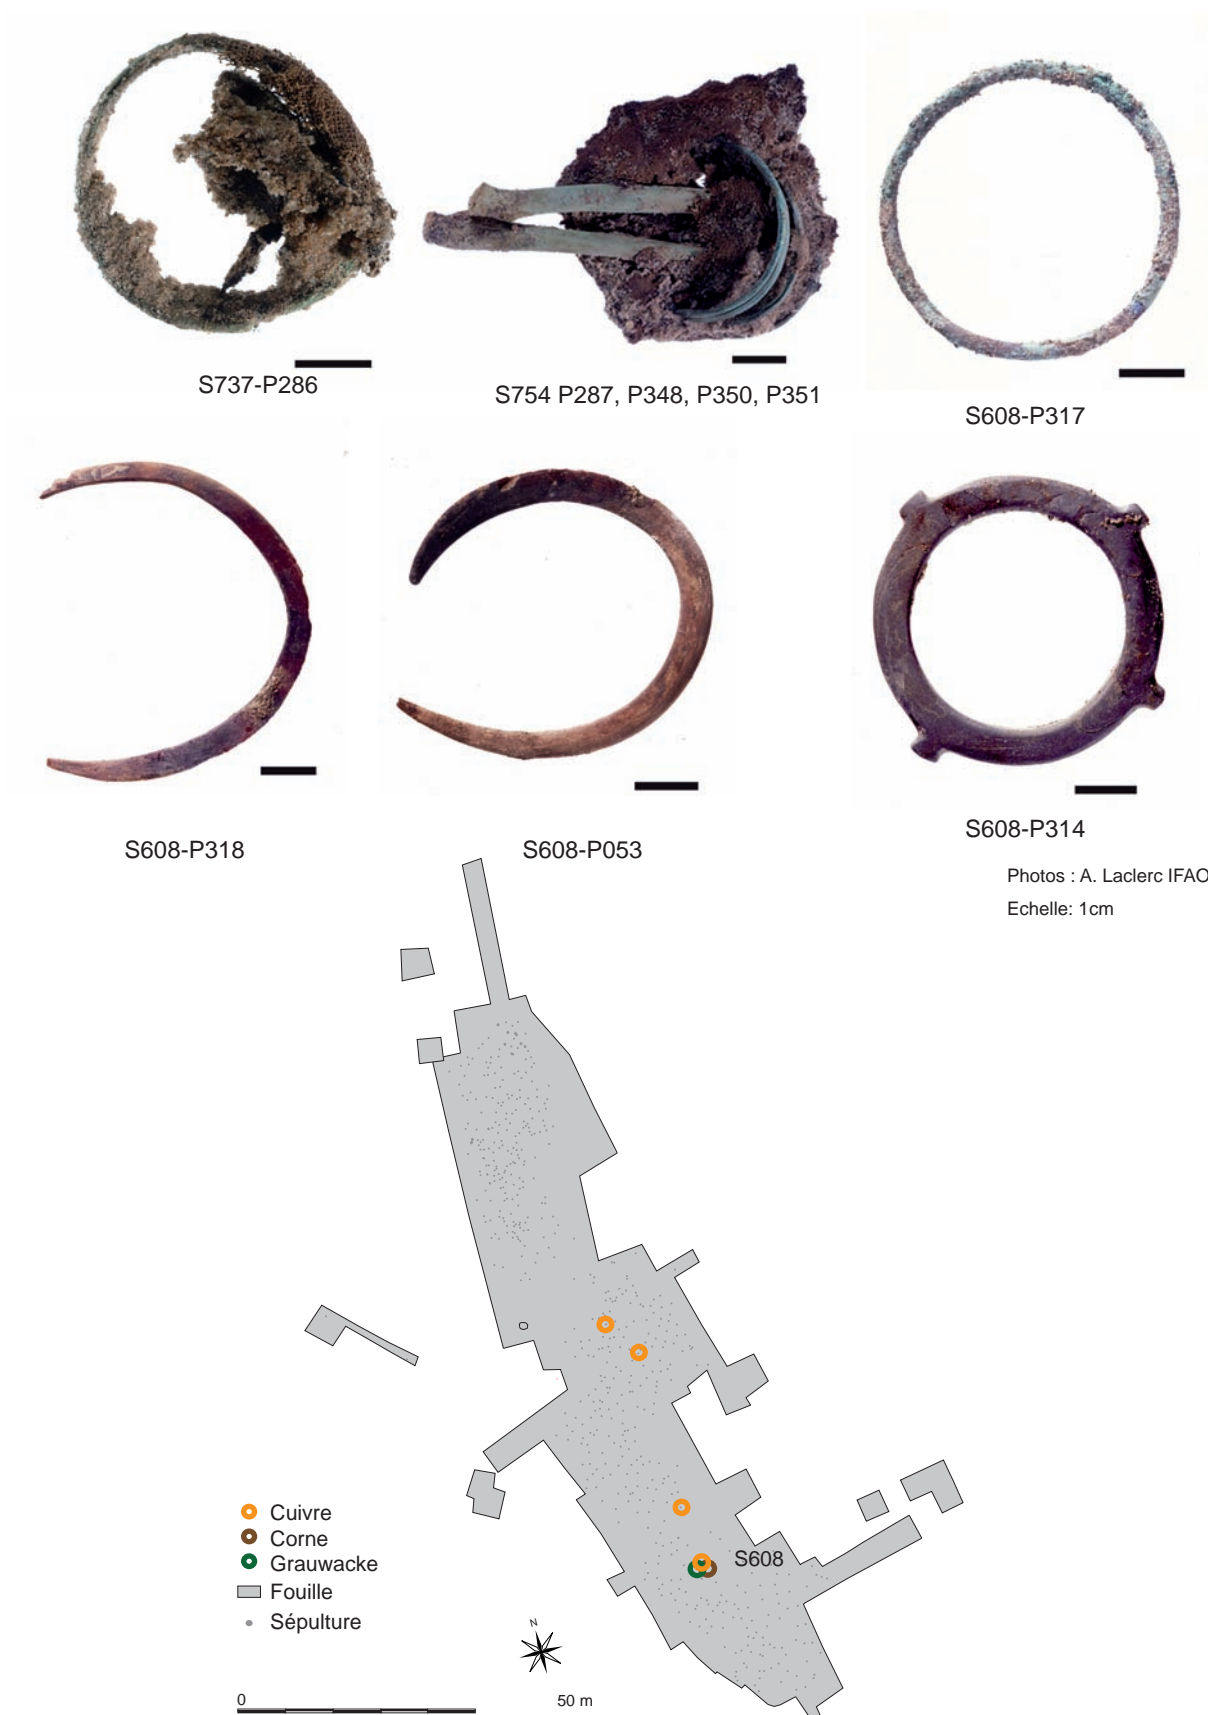 S737-P286
S754 P287, P348, P350, P351
S608-P317
S608-P318
S608-P053
S608-P314
Photos : A. Laclerc IFAO
Echelle: 1cm
S608
Cuivre
Corne
Grauwacke
Fouille
Sépulture
N
0 50 m